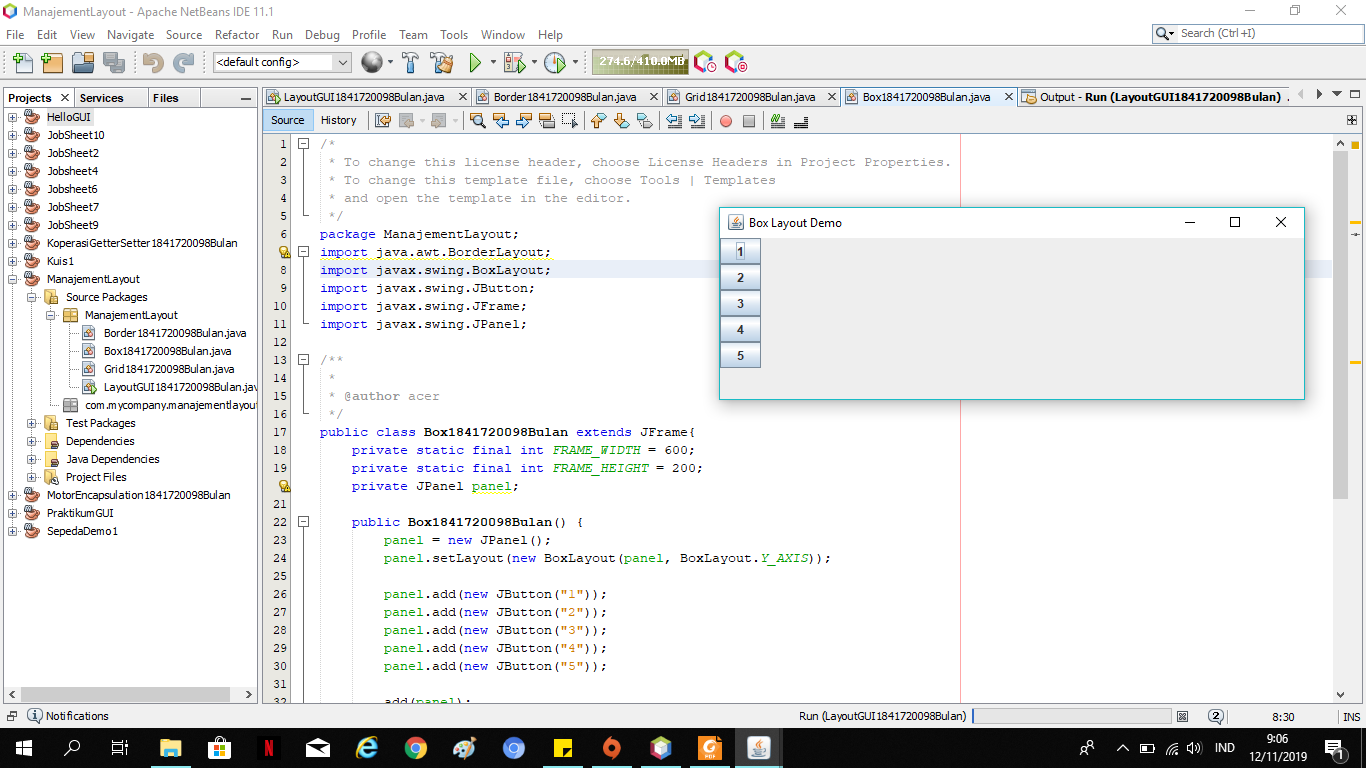 ManajementLayout - Apache NetBeans IDE 11.1
File Edit View Navigate Source Refactor Run Debug Profile Team Tools Window Help
Search (Ctrl+I)
<default config>
274.6/410.0MB
Projects Services Files
LayoutGUI1841720098Bulan.java Border1841720098Bulan.java Grid1841720098Bulan.java Box1841720098Bulan.java Output - Run (LayoutGUI1841720098Bulan)
Source History
HelloGUI
JobSheet10
JobSheet2
Jobsheet4
Jobsheet6
JobSheet7
JobSheet9
KoperasiGetterSetter1841720098Bulan
Kuis1
ManajementLayout
Source Packages
ManajementLayout
Border1841720098Bulan.java
Box1841720098Bulan.java
Grid1841720098Bulan.java
LayoutGUI1841720098Bulan.jav
com.mycompany.manajementlayout
Test Packages
Dependencies
Java Dependencies
Project Files
MotorEncapsulation1841720098Bulan
PraktikumGUI
SepedaDemo1
1 /*
2 * To change this license header, choose License Headers in Project Properties.
3 * To change this template file, choose Tools | Templates
4 * and open the template in the editor.
5 */
6 package ManajementLayout;
import java.awt.BorderLayout;
8 import javax.swing.BoxLayout;
9 import javax.swing.JButton;
10 import javax.swing.JFrame;
11 import javax.swing.JPanel;
12
13 /**
14 *
15 * @author acer
16 */
17 public class Box1841720098Bulan extends JFrame{
18 private static final int FRAME_WIDTH = 600;
19 private static final int FRAME_HEIGHT = 200;
private JPanel panel;
21
22 public Box1841720098Bulan() {
23 panel = new JPanel();
24 panel.setLayout(new BoxLayout(panel, BoxLayout.Y_AXIS));
25
26 panel.add(new JButton("1"));
27 panel.add(new JButton("2"));
28 panel.add(new JButton("3"));
29 panel.add(new JButton("4"));
30 panel.add(new JButton("5"));
31
32 add(panel);
Box Layout Demo
1
2
3
4
5
Notifications
Run (LayoutGUI1841720098Bulan)
2
8:30
INS
IND
9:06
12/11/2019
1